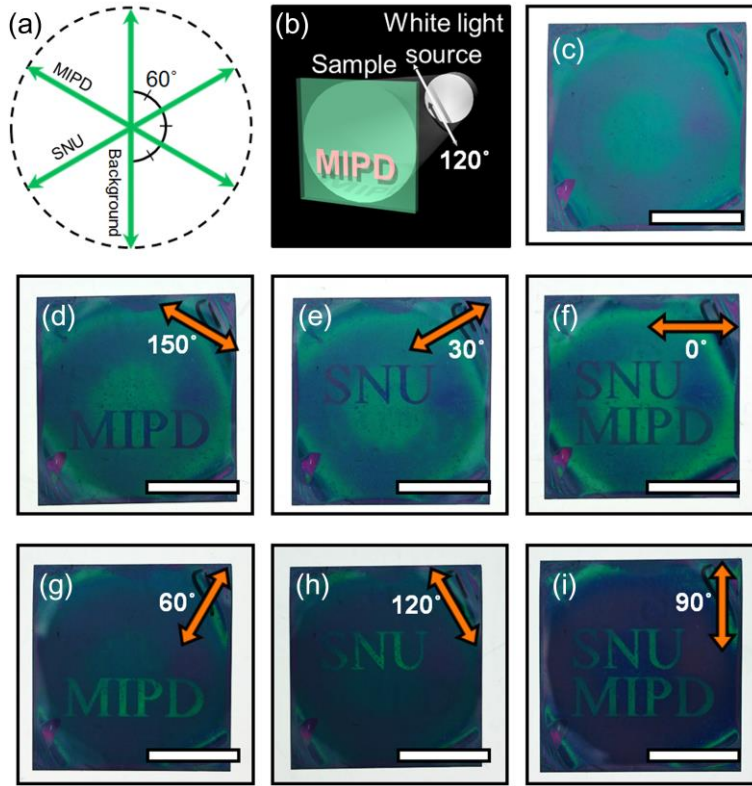 (a)
MIPD
60°
SNU
Background
(b)
White light
source
Sample
120°
MIPD
(c)
(d)
150°
MIPD
(e)
30°
SNU
(f)
0°
SNU
MIPD
(g)
60°
MIPD
(h)
120°
SNU
(i)
90°
SNU
MIPD